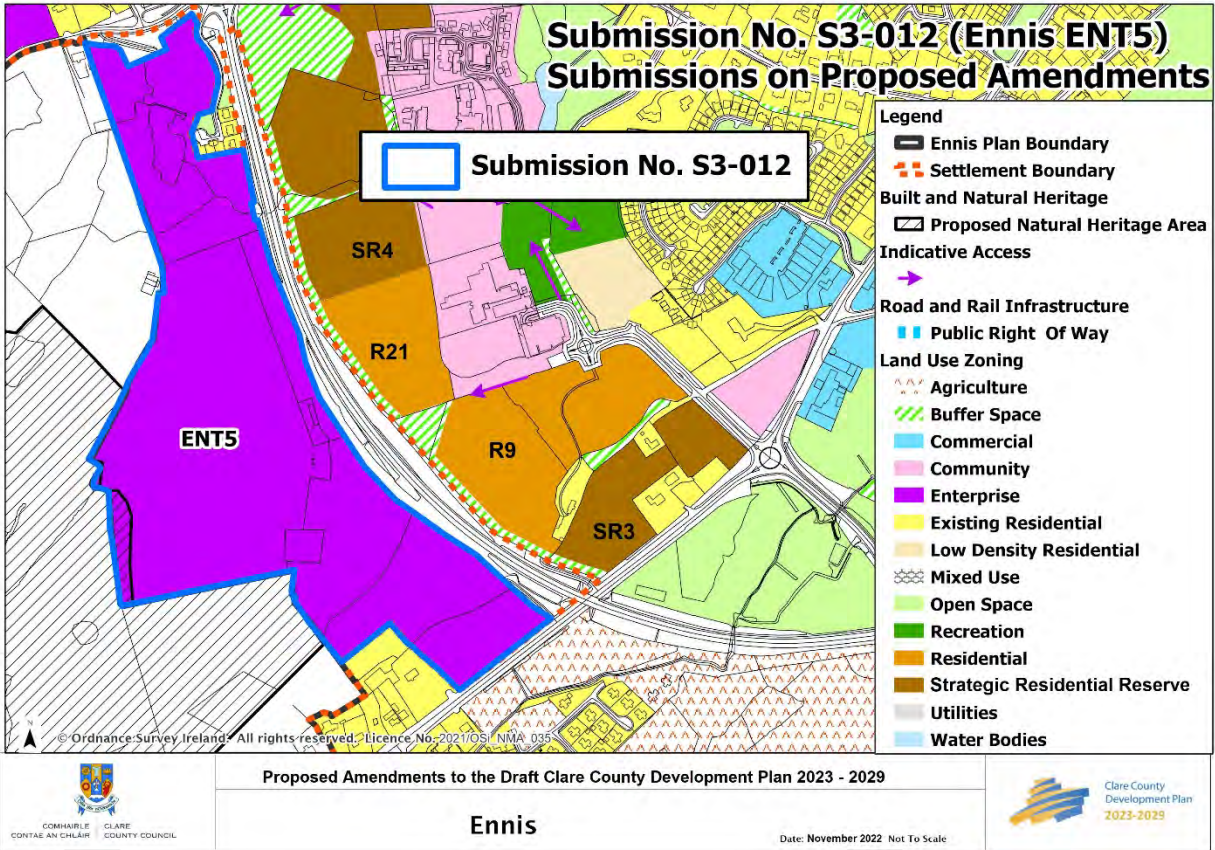 Submission No. S3-012 (Ennis ENT5)
Submissions on Proposed Amendments
Submission No. S3-012
Legend
Ennis Plan Boundary
Settlement Boundary
Built and Natural Heritage
Proposed Natural Heritage Area
Indicative Access
Road and Rail Infrastructure
Public Right Of Way
Land Use Zoning
Agriculture
Buffer Space
Commercial
Community
Enterprise
Existing Residential
Low Density Residential
Mixed Use
Open Space
Recreation
Residential
Strategic Residential Reserve
Utilities
Water Bodies
SR4
R21
ENT5
R9
SR3
N
© Ordnance Survey Ireland. All rights reserved. Licence No. 2021/OSi_NMA_035
COMHAIRLE CONTAE AN CHLÁIR
CLARE COUNTY COUNCIL
Proposed Amendments to the Draft Clare County Development Plan 2023 - 2029
Ennis
Date: November 2022 Not To Scale
Clare County
Development Plan
2023-2029